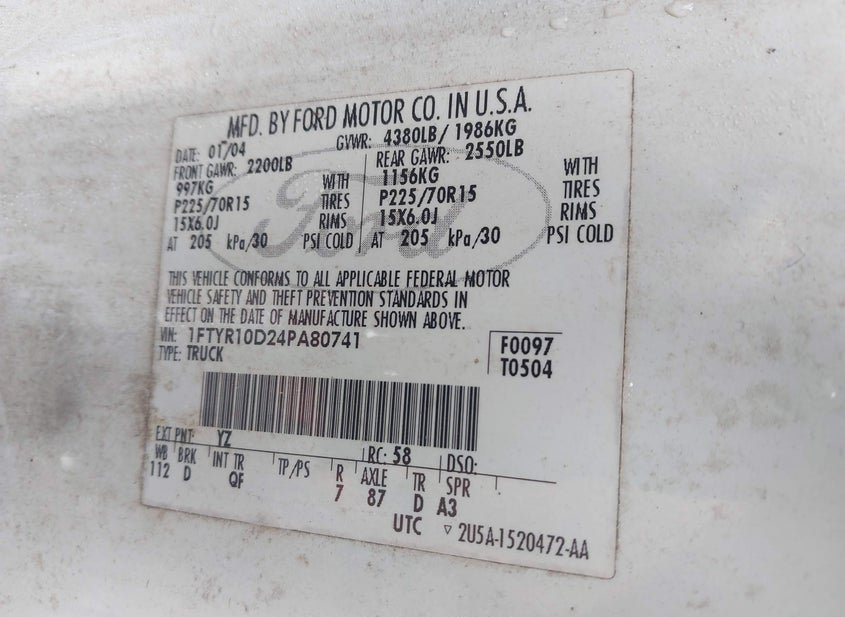 MFD. BY FORD MOTOR CO. IN U.S.A.
DATE: 01/04 GVWR: 4380LB/ 1986KG
FRONT GAWR: 2200LB REAR GAWR: 2550LB
997KG WITH 1156KG WITH
P225/70R15 TIRES P225/70R15 TIRES
15X6.0J RIMS 15X6.0J RIMS
AT 205 kPa/30 PSI COLD AT 205 kPa/30 PSI COLD
Ford
THIS VEHICLE CONFORMS TO ALL APPLICABLE FEDERAL MOTOR
VEHICLE SAFETY AND THEFT PREVENTION STANDARDS IN
EFFECT ON THE DATE OF MANUFACTURE SHOWN ABOVE.
VIN: 1FTYR10D24PA80741 F0097
TYPE: TRUCK T0504
EXT PNT: YZ RC: 58 DSO:
WB BRK INT TR TP/PS R AXLE TR SPR
112 D QF 7 87 D A3
UTC ▽ 2U5A-1520472-AA